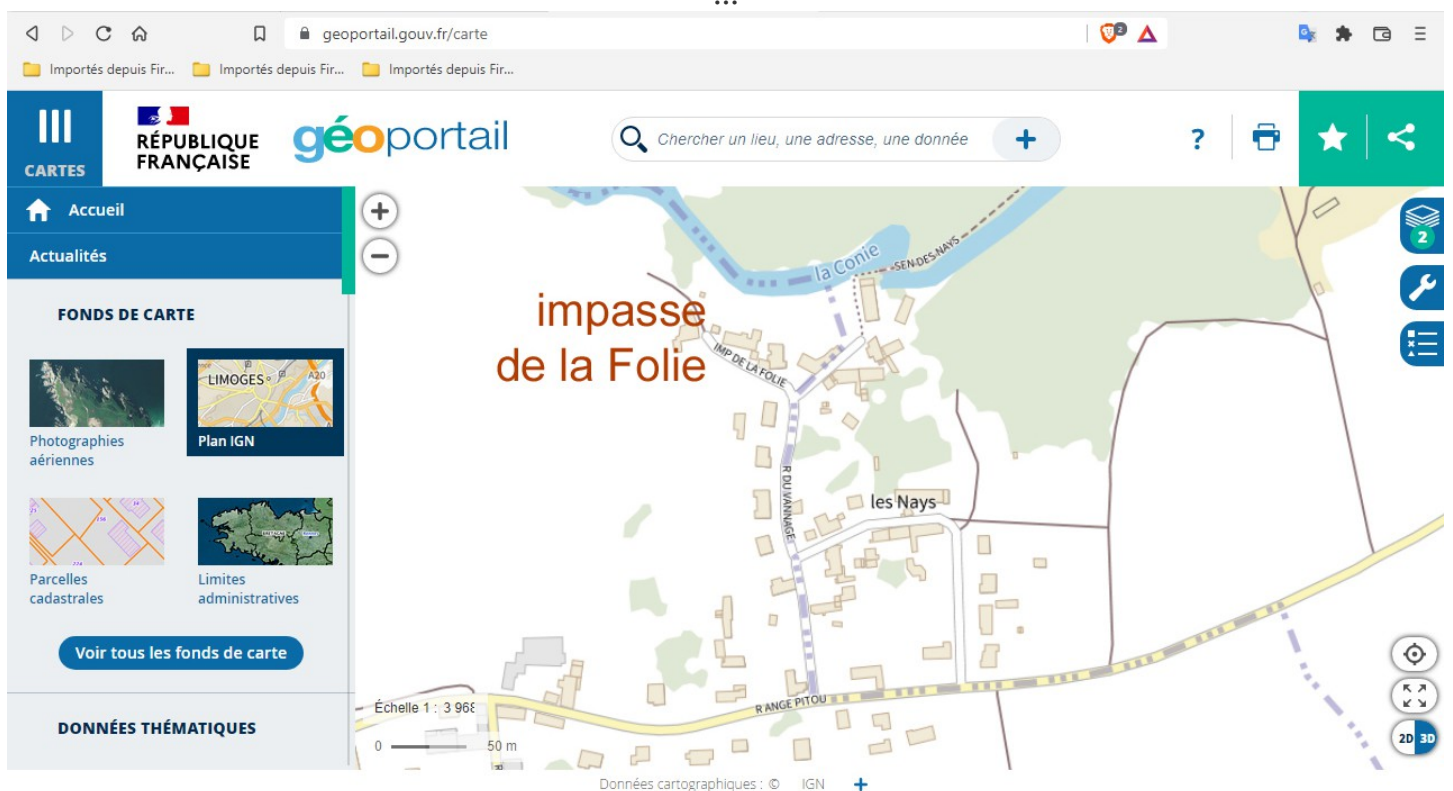 ...
geoportail.gouv.fr/carte
2
Importés depuis Fir... Importés depuis Fir... Importés depuis Fir...
CARTES
RÉPUBLIQUE
FRANÇAISE
géoportail
Chercher un lieu, une adresse, une donnée
+
?
Accueil
Actualités
FONDS DE CARTE
Photographies
aériennes
LIMOGES
A20
Plan IGN
Parcelles
cadastrales
Limites
administratives
Voir tous les fonds de carte
DONNÉES THÉMATIQUES
+
−
impasse
de la Folie
la Conie
SEN-DES-NAYS
IMP DE LA FOLIE
R DU VANNAGE
les Nays
R ANGE PITOU
Échelle 1 : 3 968
0 50 m
2
2D 3D
Données cartographiques : © IGN +